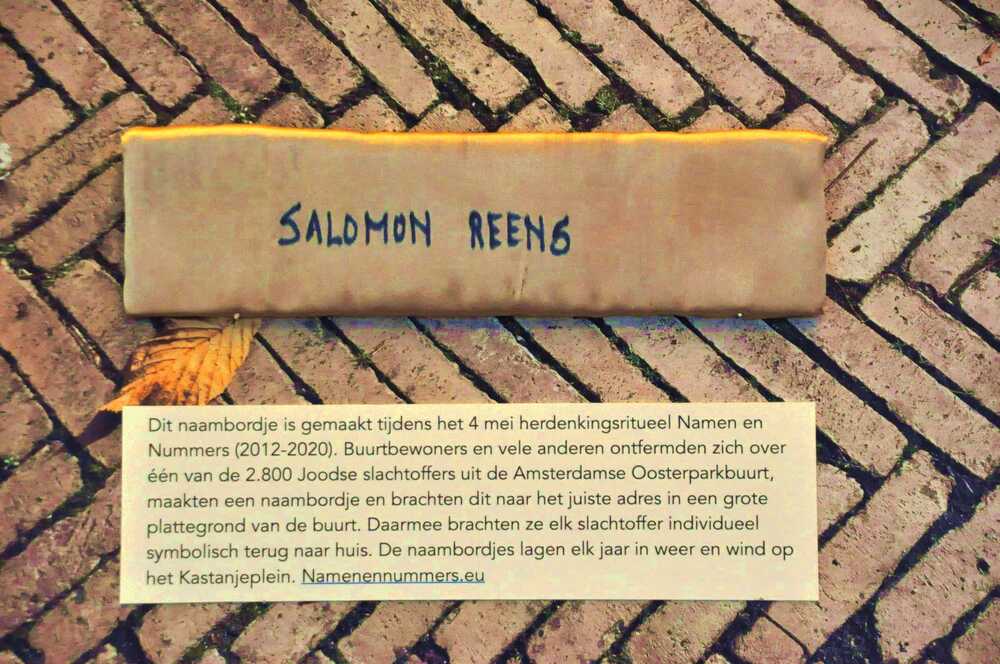 SALOMON REENS
Dit naambordje is gemaakt tijdens het 4 mei herdenkingsritueel Namen en
Nummers (2012-2020). Buurtbewoners en vele anderen ontfermden zich over
één van de 2.800 Joodse slachtoffers uit de Amsterdamse Oosterparkbuurt,
maakten een naambordje en brachten dit naar het juiste adres in een grote
plattegrond van de buurt. Daarmee brachten ze elk slachtoffer individueel
symbolisch terug naar huis. De naambordjes lagen elk jaar in weer en wind op
het Kastanjeplein. Namenennummers.eu